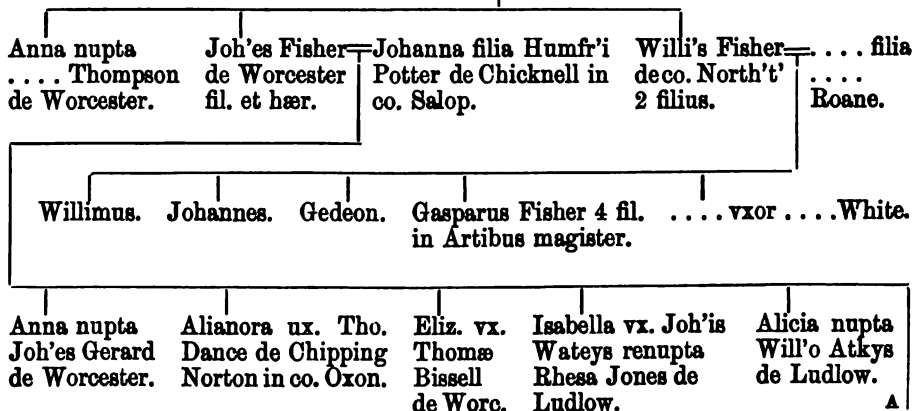 Anna nupta
. . . . Thompson
de Worcester.
Joh'es Fisher
de Worcester
fil. et hær.
Johanna filia Humfr'i
Potter de Chicknell in
co. Salop.
Willi's Fisher
de co. North't'
2 filius.
. . . . filia
. . . .
Roane.
Willimus.
Johannes.
Gedeon.
Gasparus Fisher 4 fil.
in Artibus magister.
. . . . vxor . . . . White.
Anna nupta
Joh'es Gerard
de Worcester.
Alianora ux. Tho.
Dance de Chipping
Norton in co. Oxon.
Eliz. vx.
Thomæ
Bissell
de Worc.
Isabella vx. Joh'is
Wateys renupta
Rhesa Jones de
Ludlow.
Alicia nupta
Will'o Atkys
de Ludlow.
A